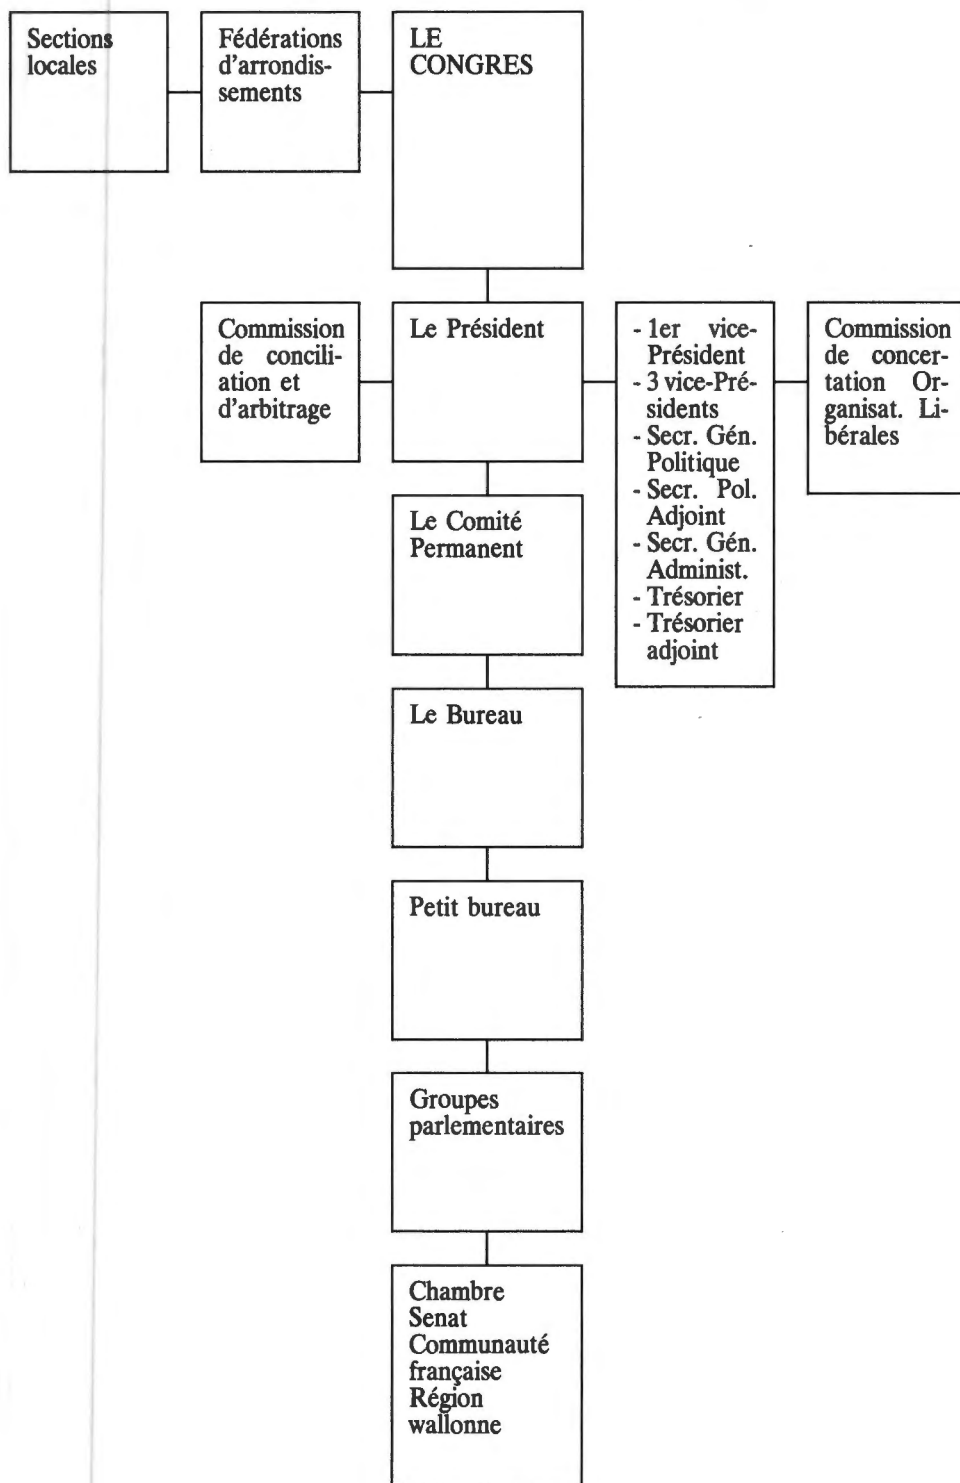 Sections
locales
Fédérations
d'arrondis-
sements
LE
CONGRES
Commission
de concili-
ation et
d'arbitrage
Le Président
- 1er vice-
Président
- 3 vice-Pré-
sidents
- Secr. Gén.
Politique
- Secr. Pol.
Adjoint
- Secr. Gén.
Administ.
- Trésorier
- Trésorier
adjoint
Commission
de concer-
tation Or-
ganisat. Li-
bérales
Le Comité
Permanent
Le Bureau
Petit bureau
Groupes
parlementaires
Chambre
Senat
Communauté
française
Région
wallonne